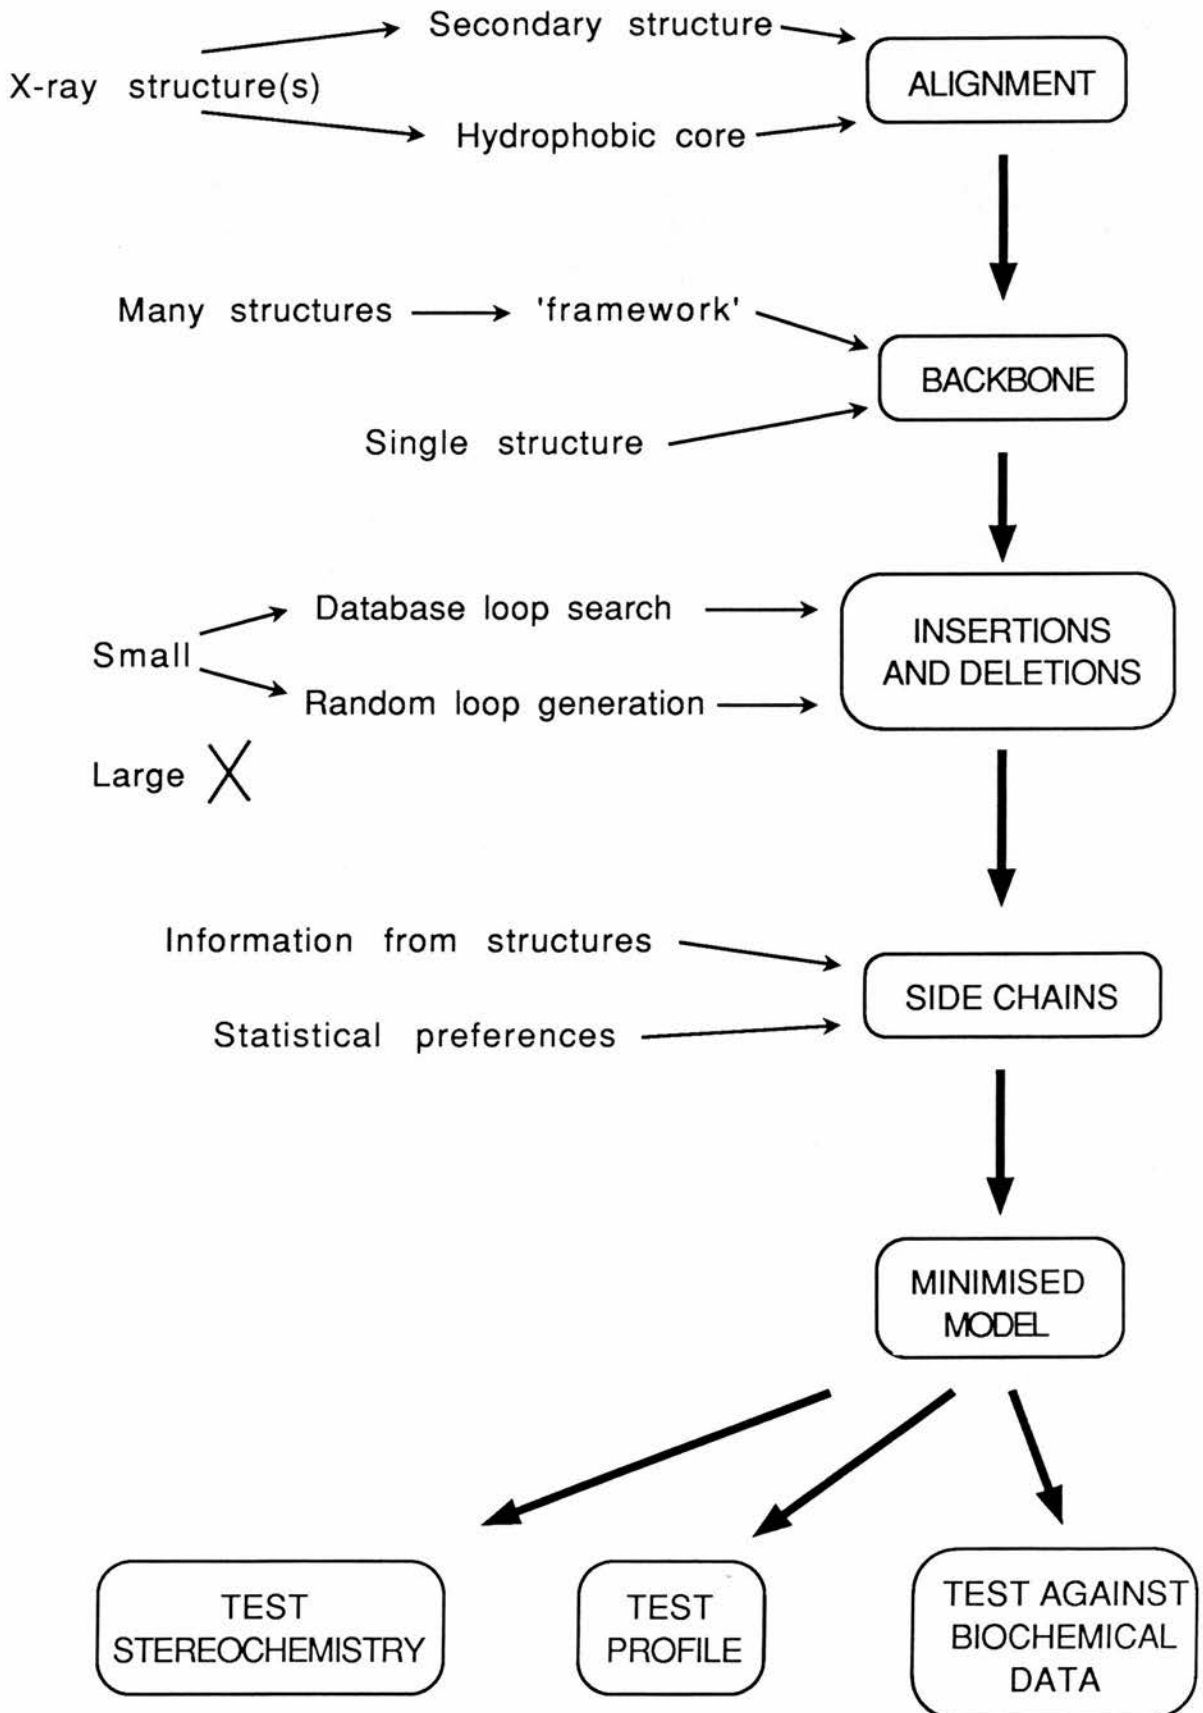 Secondary structure
X-ray structure(s)
ALIGNMENT
Hydrophobic core
Many structures
'framework'
BACKBONE
Single structure
Database loop search
Small
INSERTIONS
AND DELETIONS
Random loop generation
Large X
Information from structures
SIDE CHAINS
Statistical preferences
MINIMISED
MODEL
TEST
STEREOCHEMISTRY
TEST
PROFILE
TEST AGAINST
BIOCHEMICAL
DATA